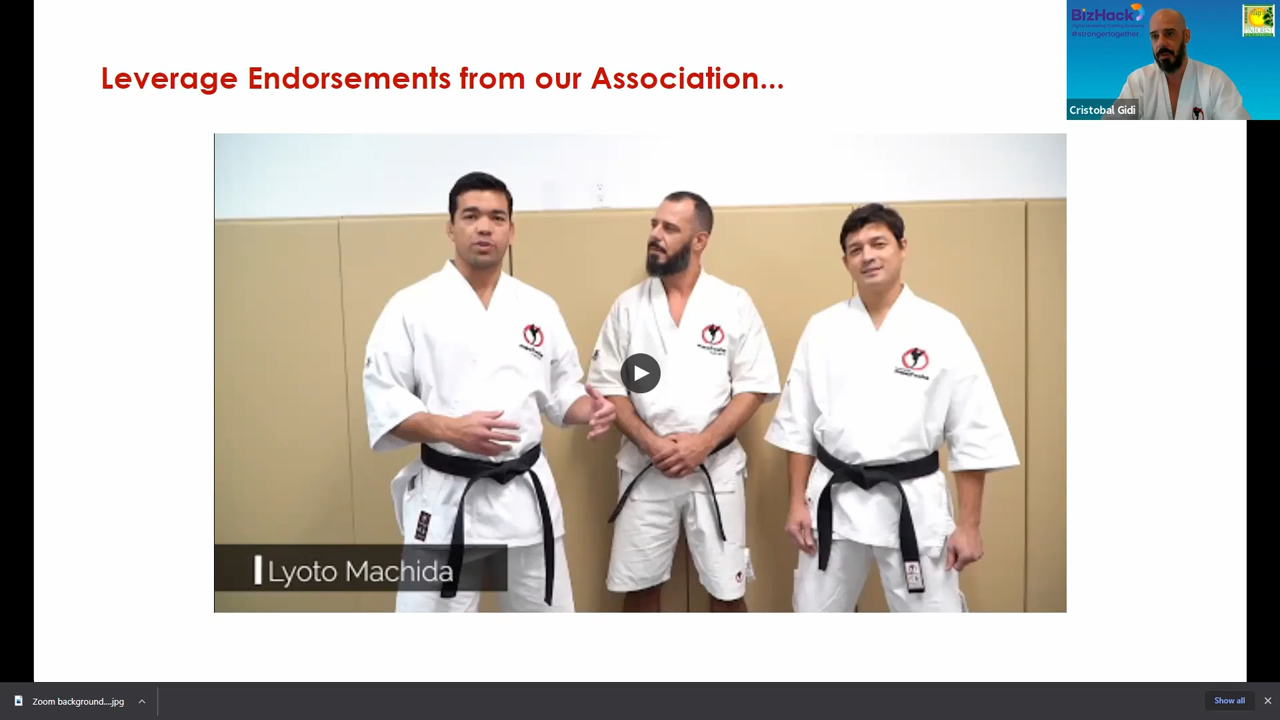 Leverage Endorsements from our Association...
BizHack
#strongertogether
Cristobal Gidi
Lyoto Machida
Zoom background....jpg
Show all